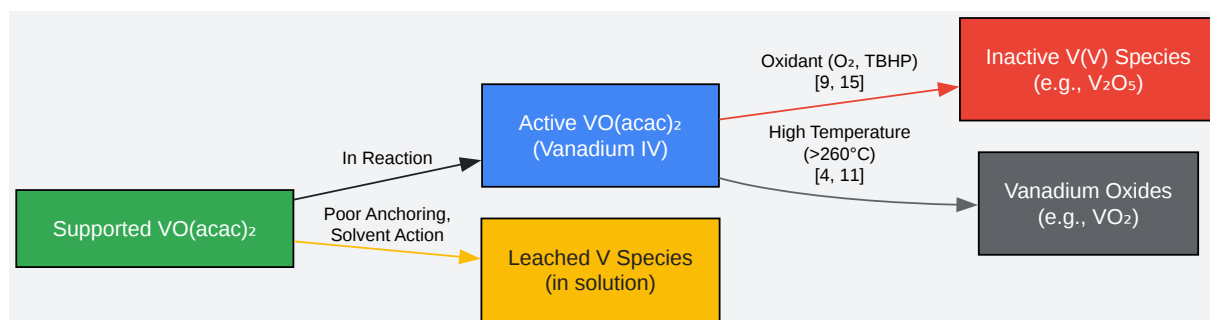 Supported VO(acac)₂
In Reaction
Poor Anchoring,
Solvent Action
Active VO(acac)₂
(Vanadium IV)
Leached V Species
(in solution)
Oxidant (O₂, TBHP)
[9, 15]
High Temperature
(>260°C)
[4, 11]
Inactive V(V) Species
(e.g., V₂O₅)
Vanadium Oxides
(e.g., VO₂)